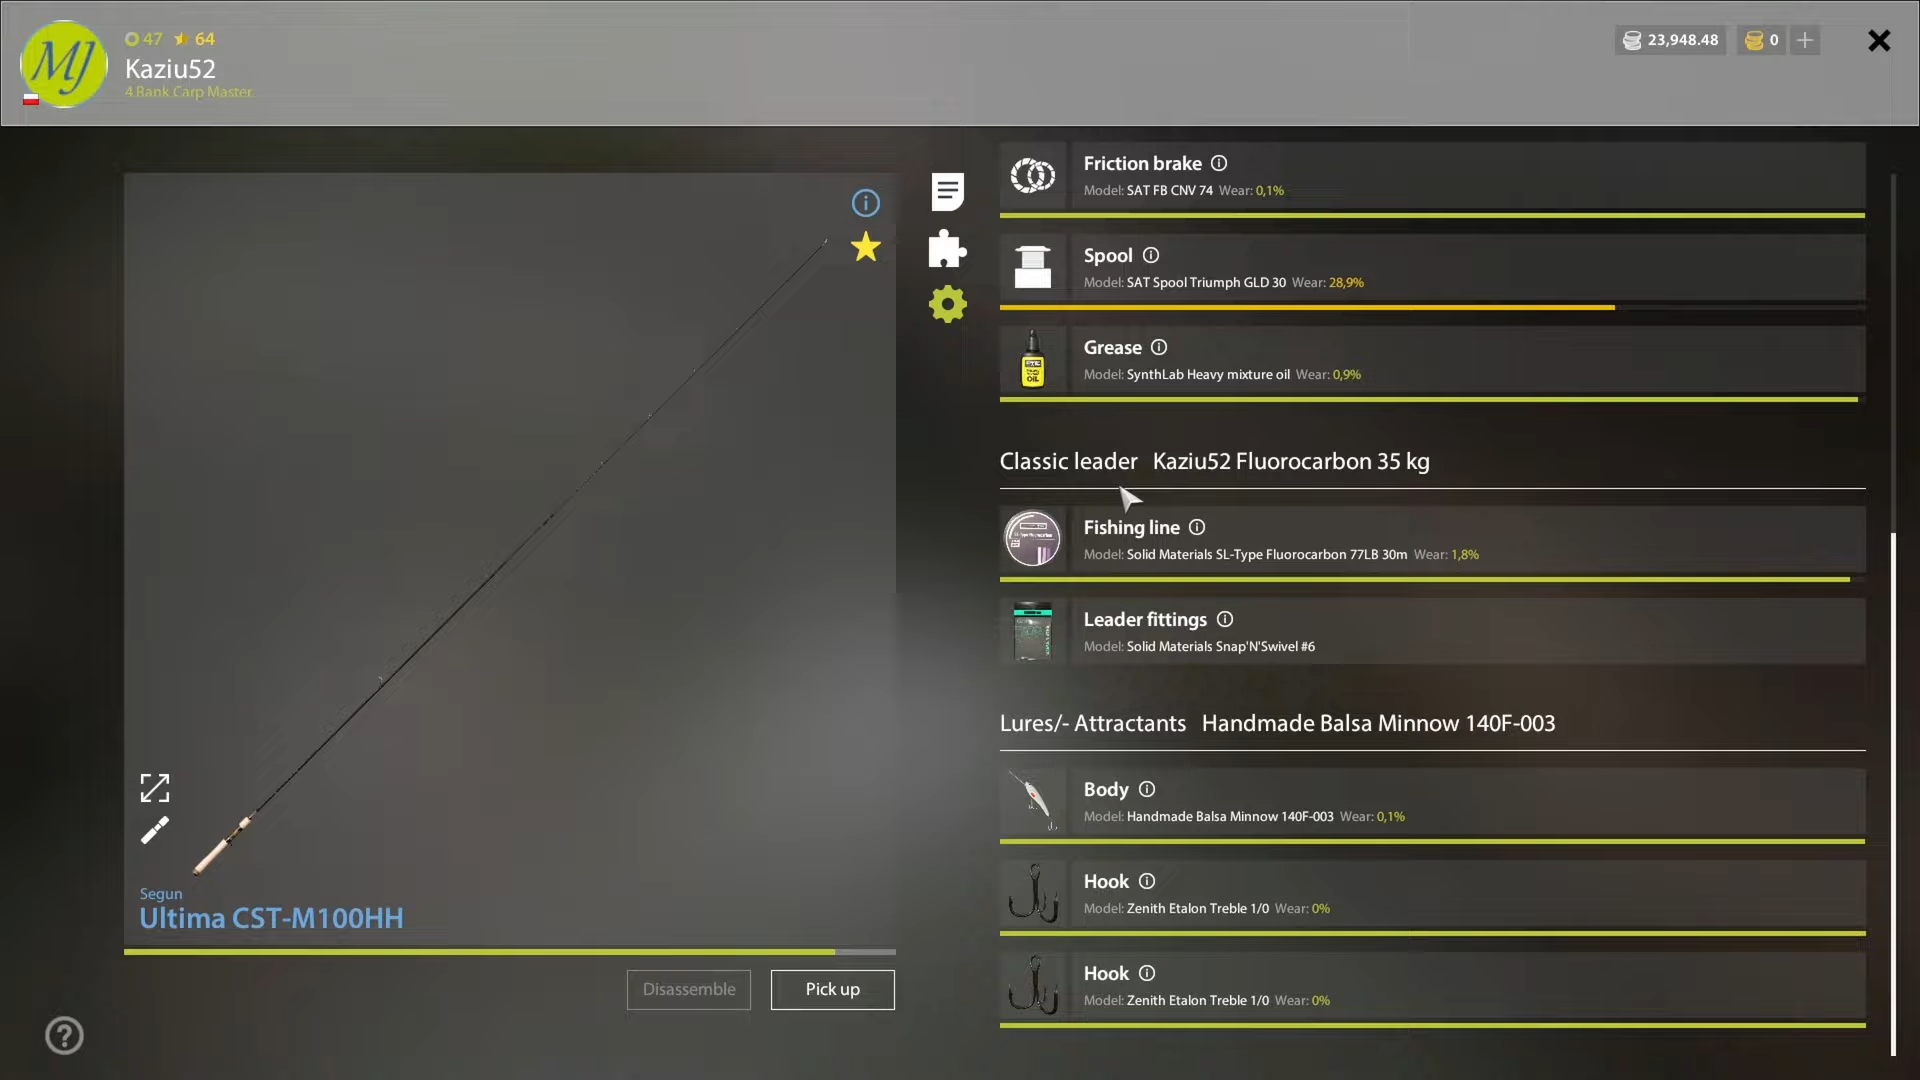 MJ
47 64
Kaziu52
4 Rank Carp Master
23,948.48 0
Friction brake
Model: SAT FB CNV 74 Wear: 0,1%
Spool
Model: SAT Spool Triumph GLD 30 Wear: 28,9%
Grease
Model: SynthLab Heavy mixture oil Wear: 0,9%
Classic leader Kaziu52 Fluorocarbon 35 kg
Fishing line
Model: Solid Materials SL-Type Fluorocarbon 77LB 30m Wear: 1,8%
Leader fittings
Model: Solid Materials Snap'N'Swivel #6
Lures/- Attractants Handmade Balsa Minnow 140F-003
Body
Model: Handmade Balsa Minnow 140F-003 Wear: 0,1%
Hook
Model: Zenith Etalon Treble 1/0 Wear: 0%
Hook
Model: Zenith Etalon Treble 1/0 Wear: 0%
Segun
Ultima CST-M100HH
Disassemble
Pick up